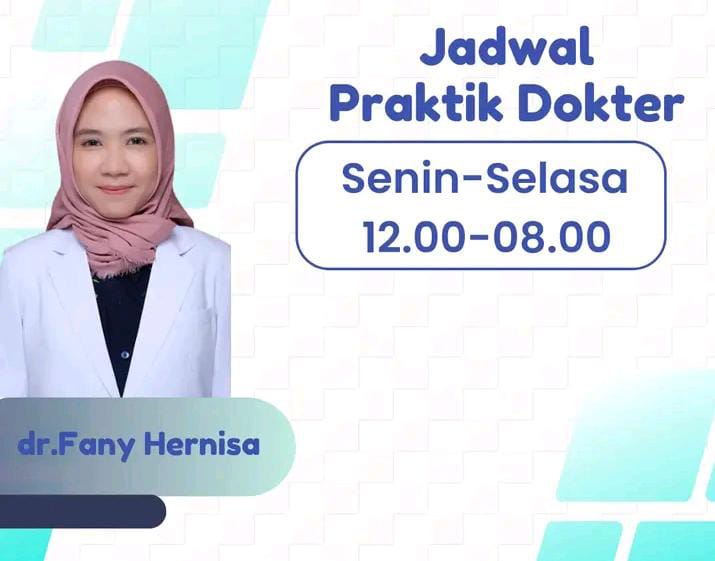 Jadwal
Praktik Dokter
Senin-Selasa
12.00-08.00
dr.Fany Hernisa